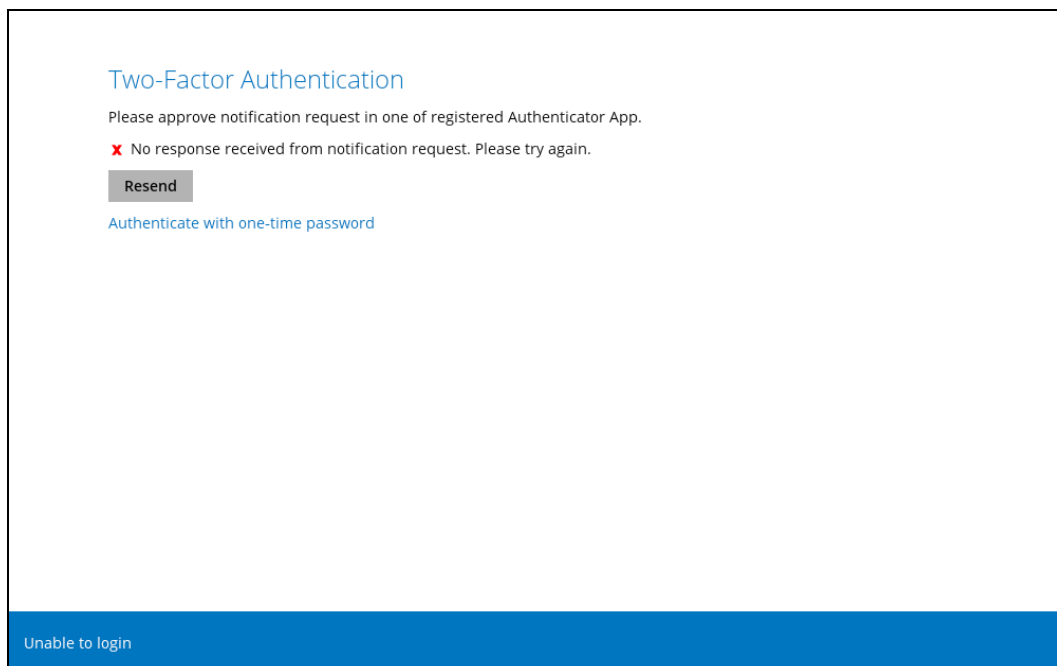 Two-Factor Authentication
Please approve notification request in one of registered Authenticator App.
x No response received from notification request. Please try again.
Resend
Authenticate with one-time password
Unable to login